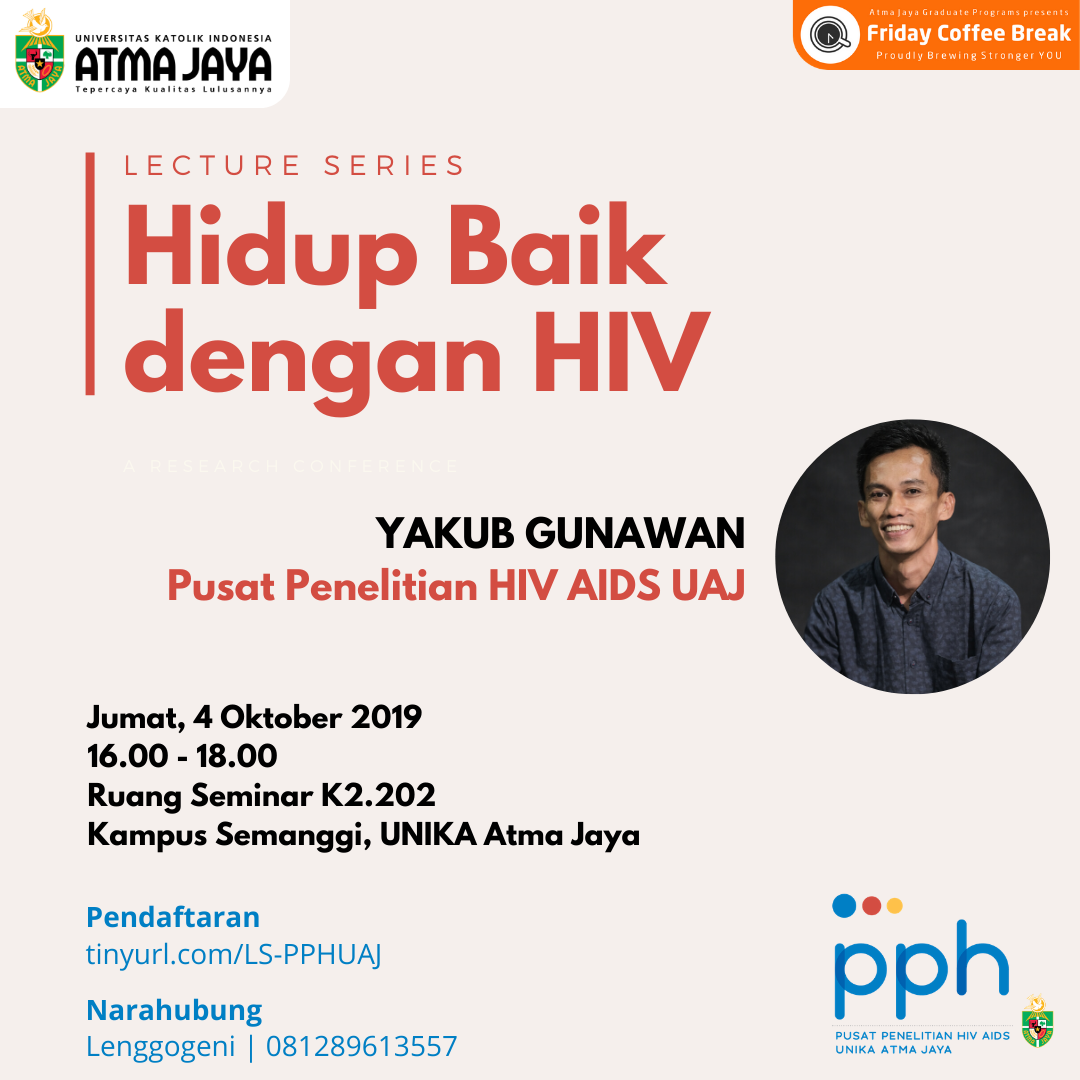 UNIVERSITAS KATOLIK INDONESIA
ATMA JAYA
Tepercaya Kualitas Lulusannya
Atma Jaya Graduate Programs presents
Friday Coffee Break
Proudly Brewing Stronger YOU
LECTURE SERIES
Hidup Baik
dengan HIV
A RESEARCH CONFERENCE
YAKUB GUNAWAN
Pusat Penelitian HIV AIDS UAJ
Jumat, 4 Oktober 2019
16.00 - 18.00
Ruang Seminar K2.202
Kampus Semanggi, UNIKA Atma Jaya
Pendaftaran
tinyurl.com/LS-PPHUAJ
Narahubung
Lenggogeni | 081289613557
pph
PUSAT PENELITIAN HIV AIDS
UNIKA ATMA JAYA